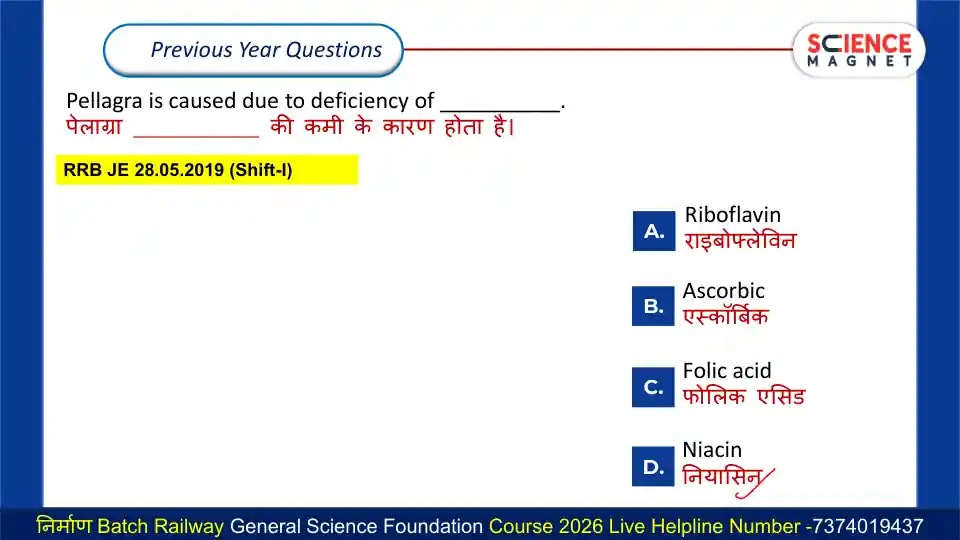 Previous Year Questions
SCIENCE
MAGNET
Pellagra is caused due to deficiency of __________.
पेलाग्रा __________ की कमी के कारण होता है।
RRB JE 28.05.2019 (Shift-I)
A.
Riboflavin
राइबोफ्लेविन
B.
Ascorbic
एस्कॉर्बिक
C.
Folic acid
फोलिक एसिड
D.
Niacin
नियासिन
निर्माण Batch Railway General Science Foundation Course 2026 Live Helpline Number -7374019437